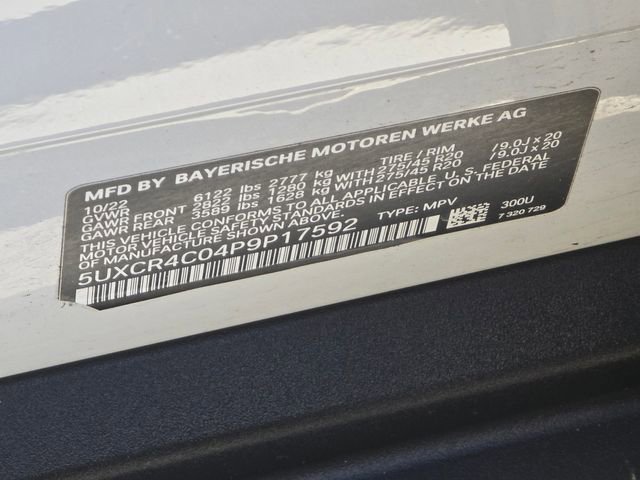 MFD BY BAYERISCHE MOTOREN WERKE AG
10/22 TIRE / RIM
GVWR 6122 lbs 2777 kg
GAWR FRONT 2822 lbs 1280 kg WITH 275/45 R20 / 9.0J x 20
GAWR REAR 3589 lbs 1628 kg WITH 275/45 R20 / 9.0J x 20
THIS VEHICLE CONFORMS TO ALL APPLICABLE U. S. FEDERAL
MOTOR VEHICLE SAFETY STANDARDS IN EFFECT ON THE DATE
OF MANUFACTURE SHOWN ABOVE.
5UXCR4C04P9P17592 TYPE: MPV 300U
7 320 729